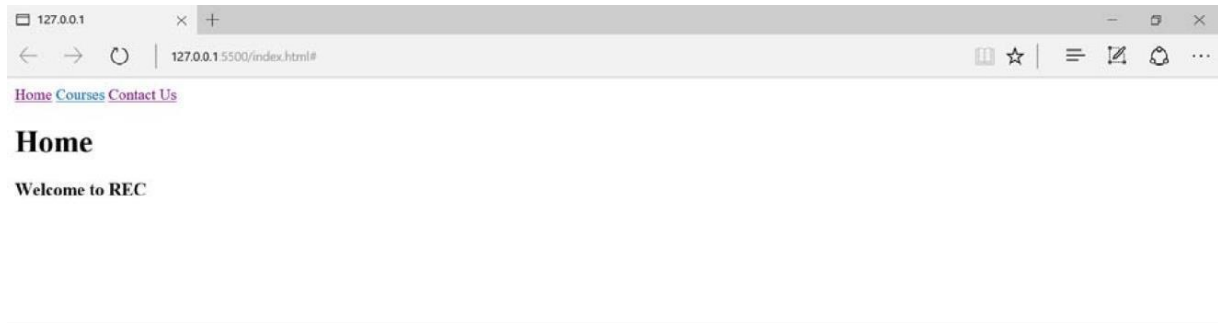 127.0.0.1
127.0.0.1:5500/index.html#
Home Courses Contact Us
Home
Welcome to REC